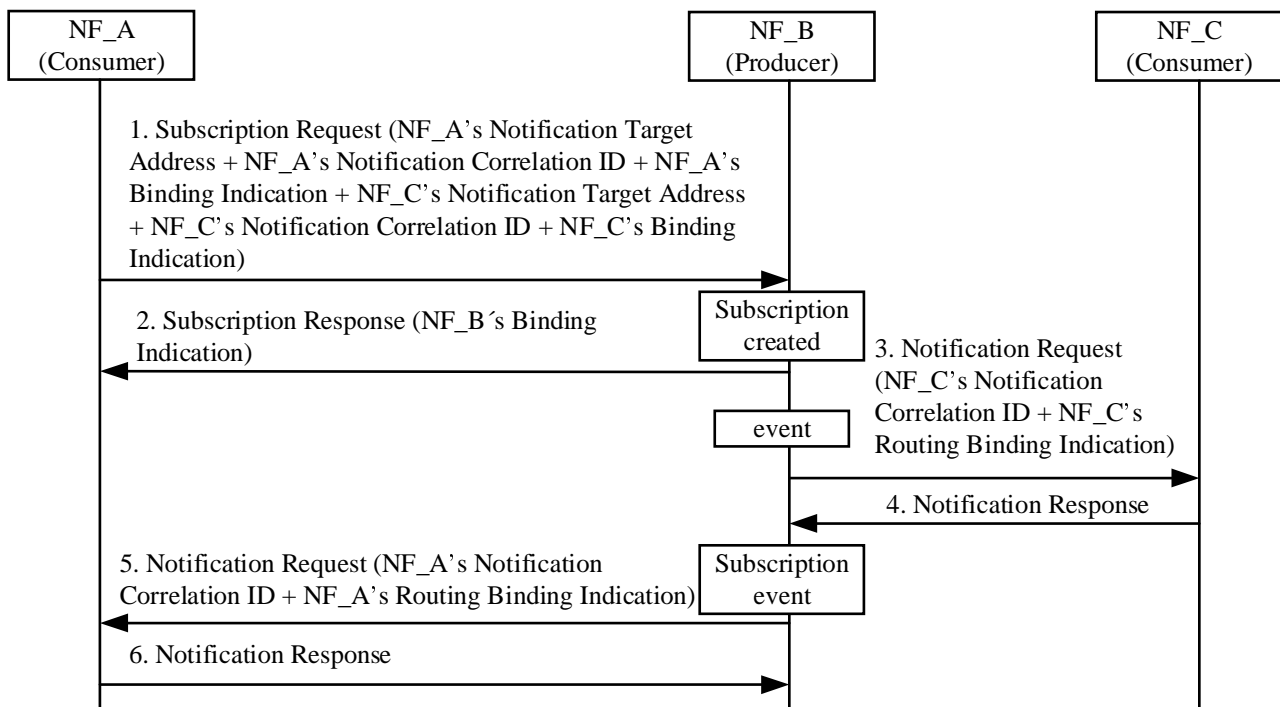 NF_A
(Consumer)
NF_B
(Producer)
NF_C
(Consumer)
1. Subscription Request (NF_A’s Notification Target
Address + NF_A’s Notification Correlation ID + NF_A’s
Binding Indication + NF_C’s Notification Target Address
+ NF_C’s Notification Correlation ID + NF_C’s Binding
Indication)
Subscription
created
2. Subscription Response (NF_B´s Binding
Indication)
3. Notification Request
(NF_C’s Notification
Correlation ID + NF_C’s
Routing Binding Indication)
event
4. Notification Response
5. Notification Request (NF_A’s Notification
Correlation ID + NF_A’s Routing Binding Indication)
Subscription
event
6. Notification Response